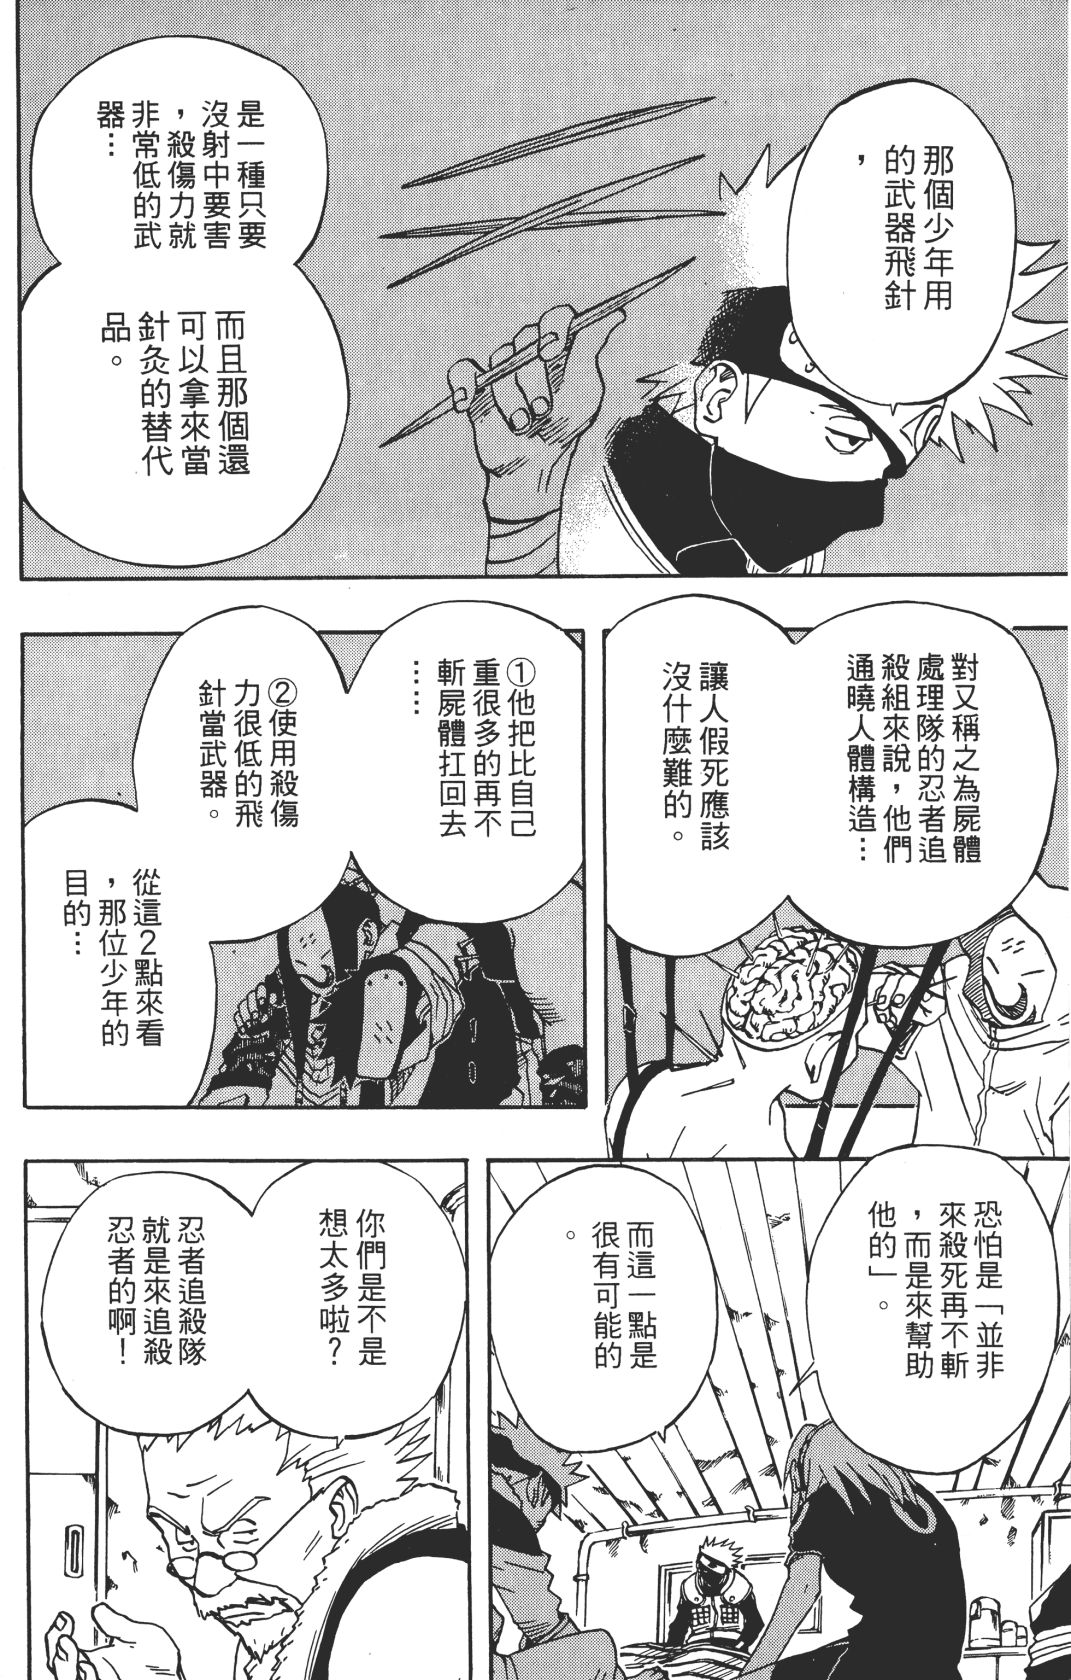 那個少年用
的武器飛針
，
是一種只要
沒射中要害
，殺傷力就
非常低的武
器…
而且那個還
可以拿來當
針灸的替代
品。
對又稱之為屍體
處理隊的忍者追
殺組來說，他們
通曉人體構造…
讓人假死應該
沒什麼難的。
①他把比自己
重很多的再不
斬屍體扛回去
……
②使用殺傷
力很低的飛
針當武器。
從這2點來看
，那位少年的
目的…
恐怕是「並非
來殺死再不斬
，而是來幫助
他的」。
而這一點是
很有可能的
。
你們是不是
想太多啦？
忍者追殺隊
就是來追殺
忍者的啊！